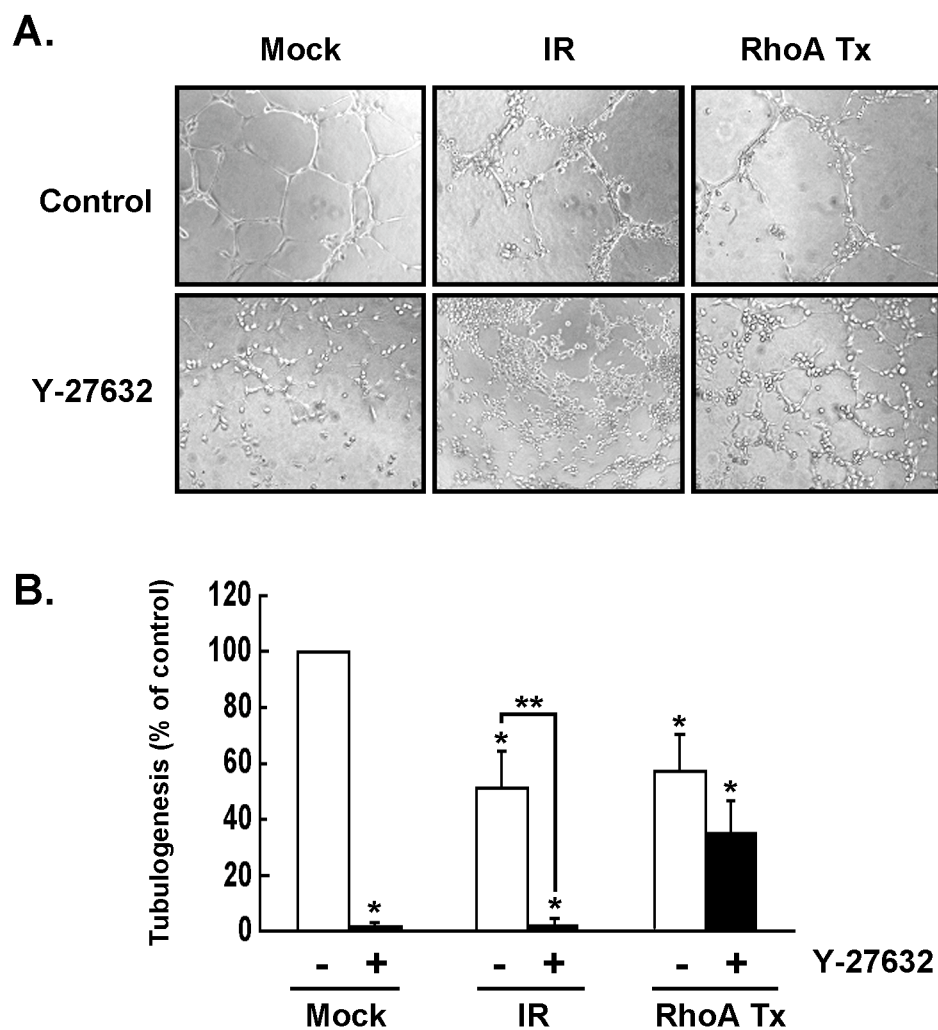 A.
Mock IR RhoA Tx
Control
Y-27632
B.
Tubulogenesis (% of control)
120
100
80
60
40
20
0
* * ** * * *
- + - + - + Y-27632
Mock IR RhoA Tx